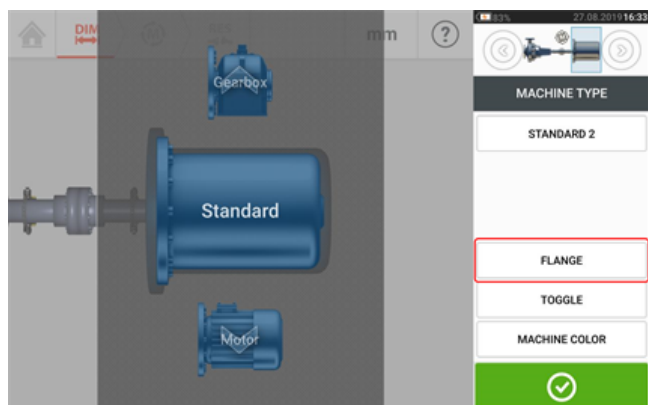 DIM
mm
?
83%
27.08.2019 16:33
Gearbox
Standard
Motor
MACHINE TYPE
STANDARD 2
FLANGE
TOGGLE
MACHINE COLOR